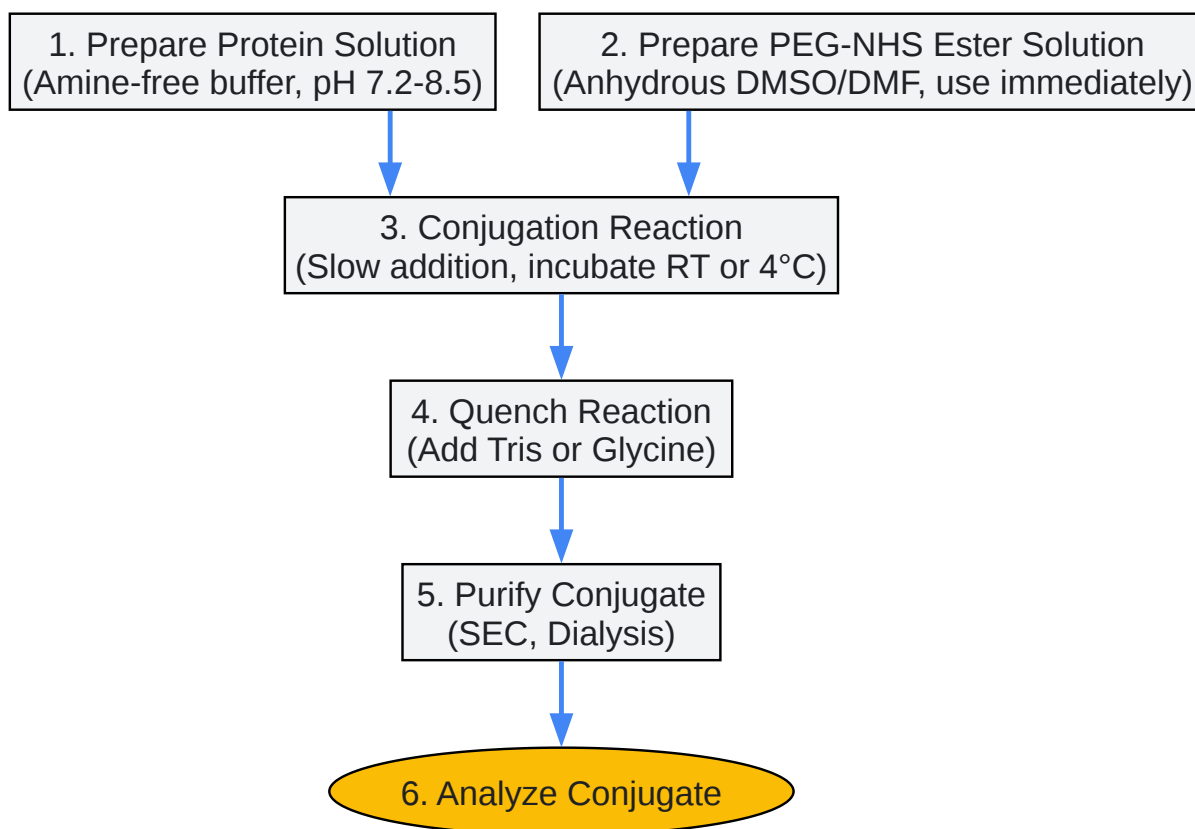 1. Prepare Protein Solution
(Amine-free buffer, pH 7.2-8.5)
2. Prepare PEG-NHS Ester Solution
(Anhydrous DMSO/DMF, use immediately)
3. Conjugation Reaction
(Slow addition, incubate RT or 4°C)
4. Quench Reaction
(Add Tris or Glycine)
5. Purify Conjugate
(SEC, Dialysis)
6. Analyze Conjugate